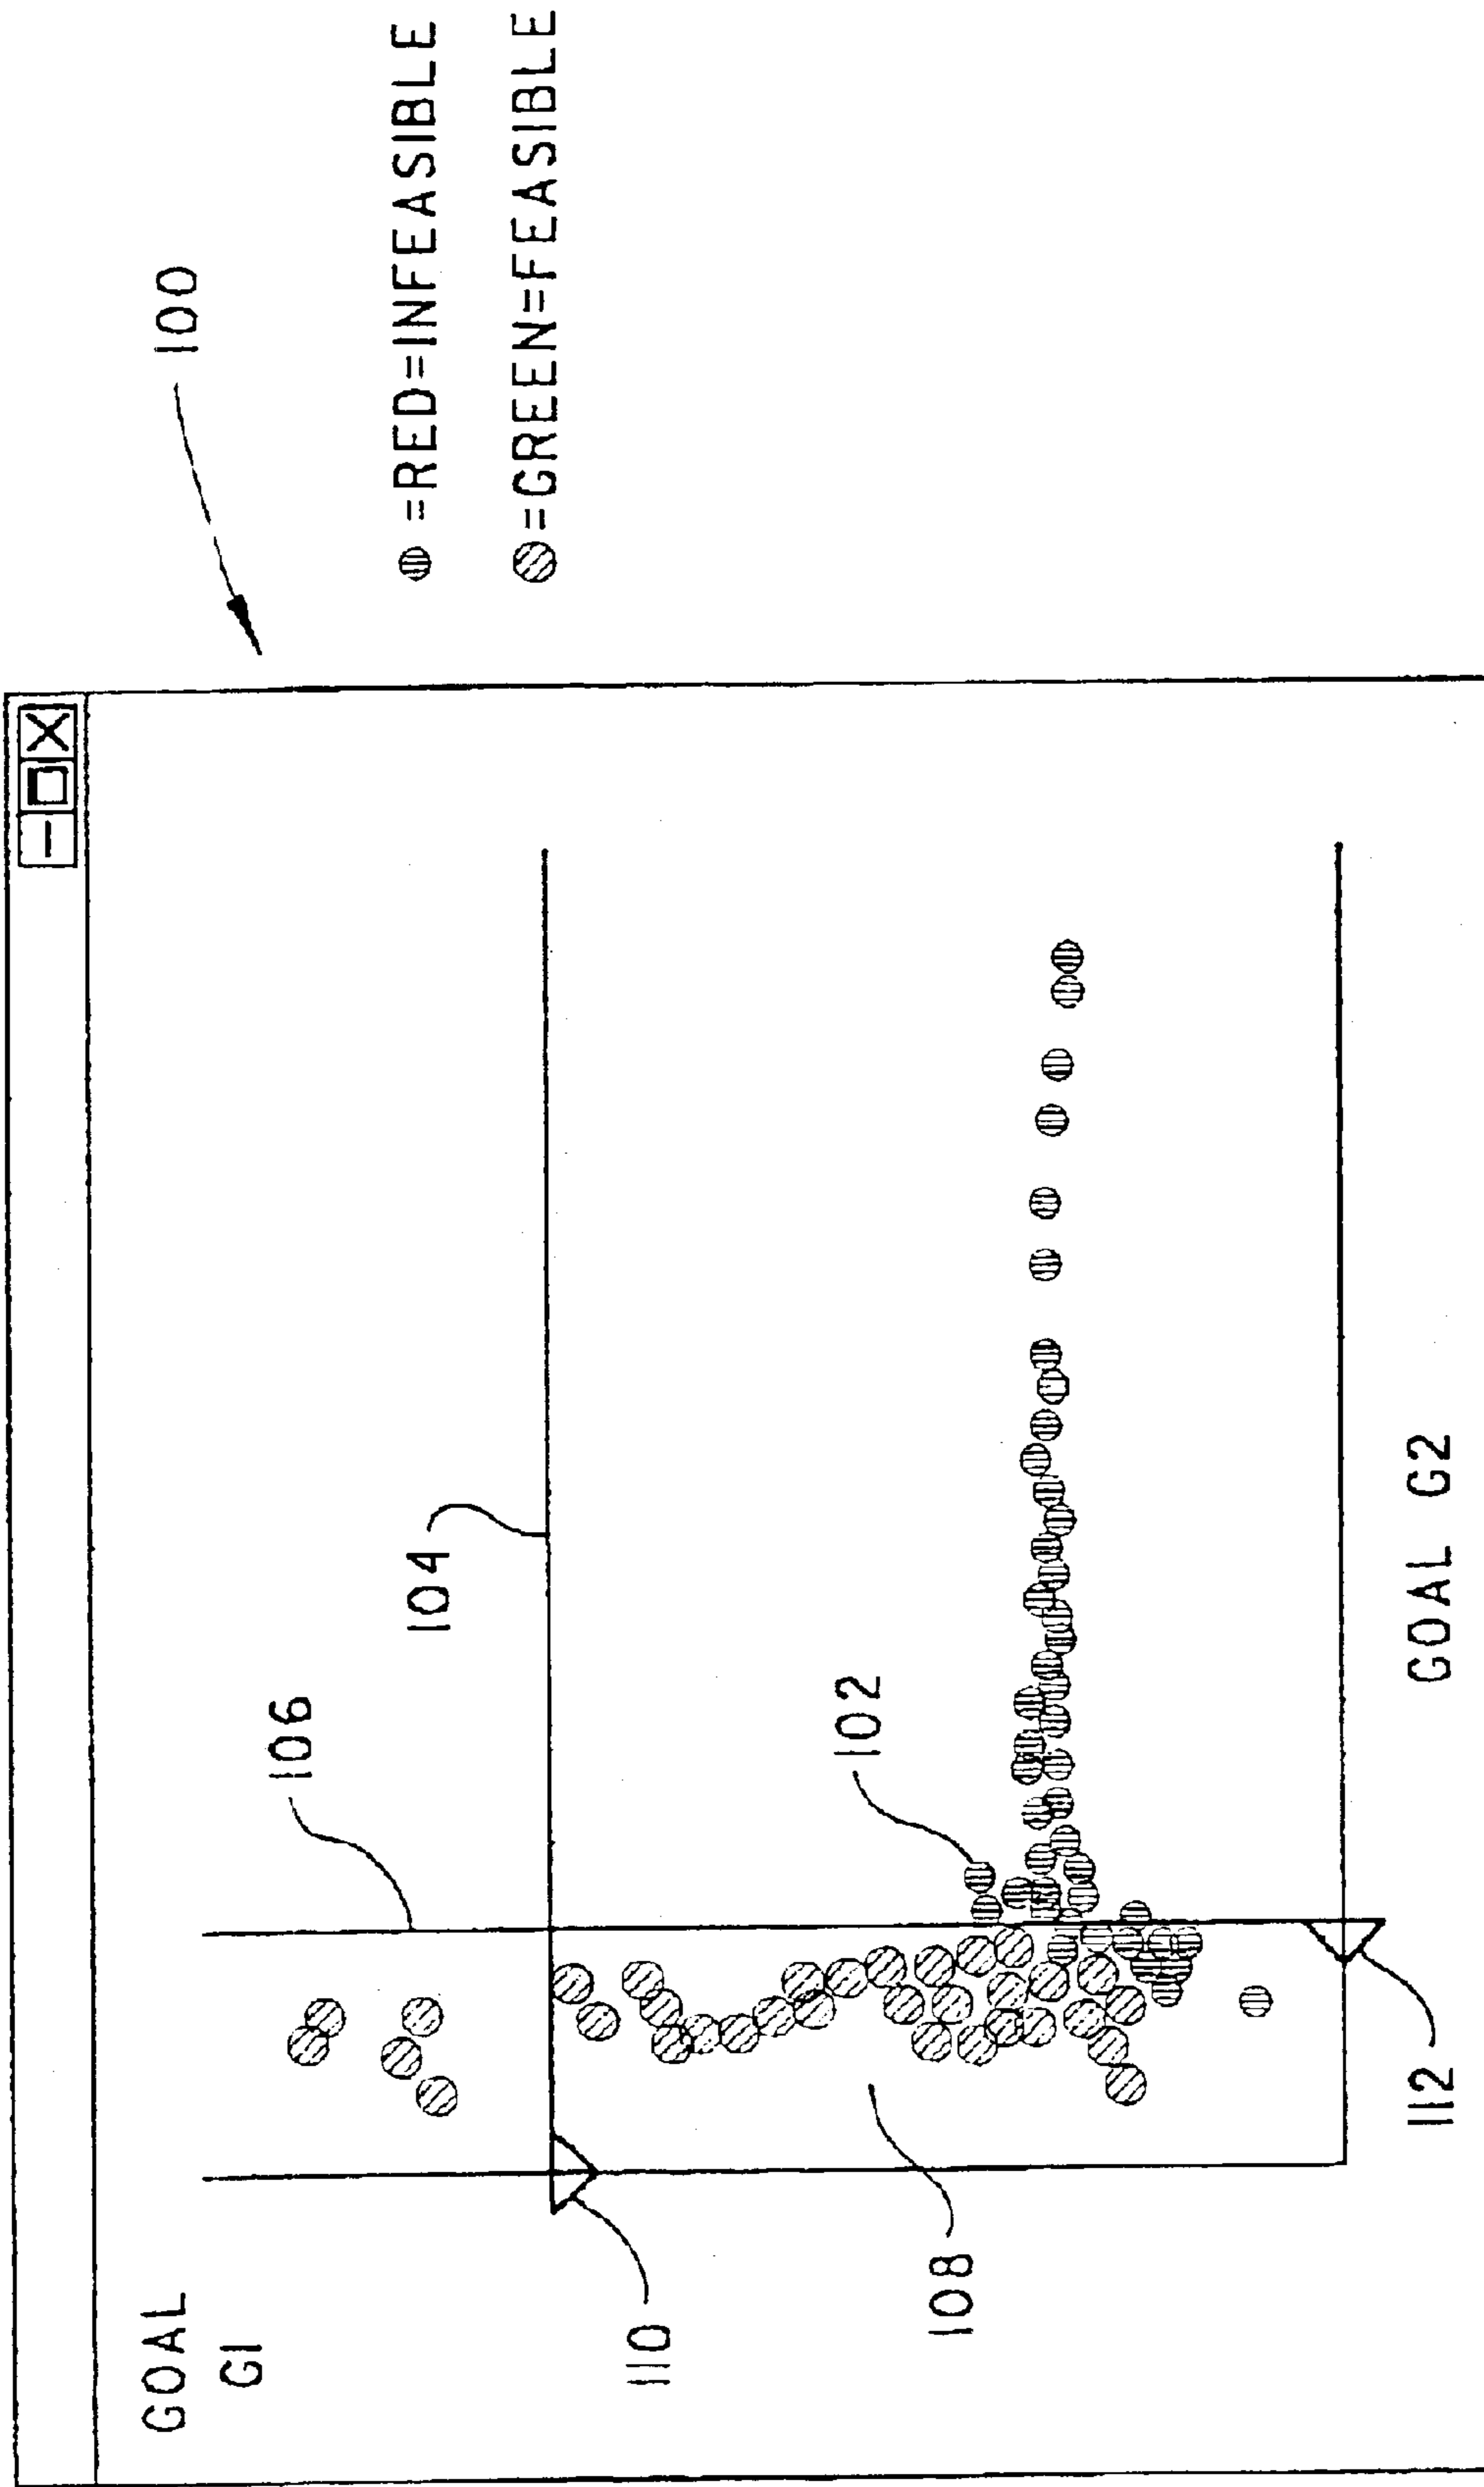 100
=RED=INFEASIBLE
=GREEN=FEASIBLE
GOAL
G1
106
104
110
102
108
112
GOAL G2